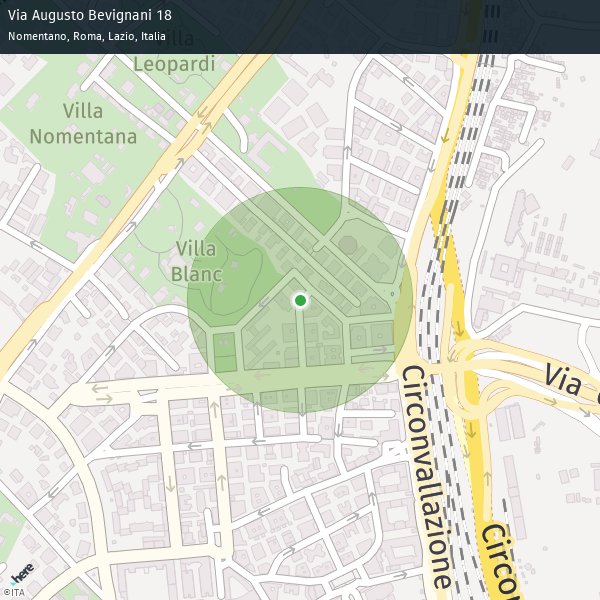 Via Augusto Bevignani 18
Nomentano, Roma, Lazio, Italia
Villa
Leopardi
Villa
Nomentana
Villa
Blanc
Via
Circonvallazione
Circon
here
©ITA